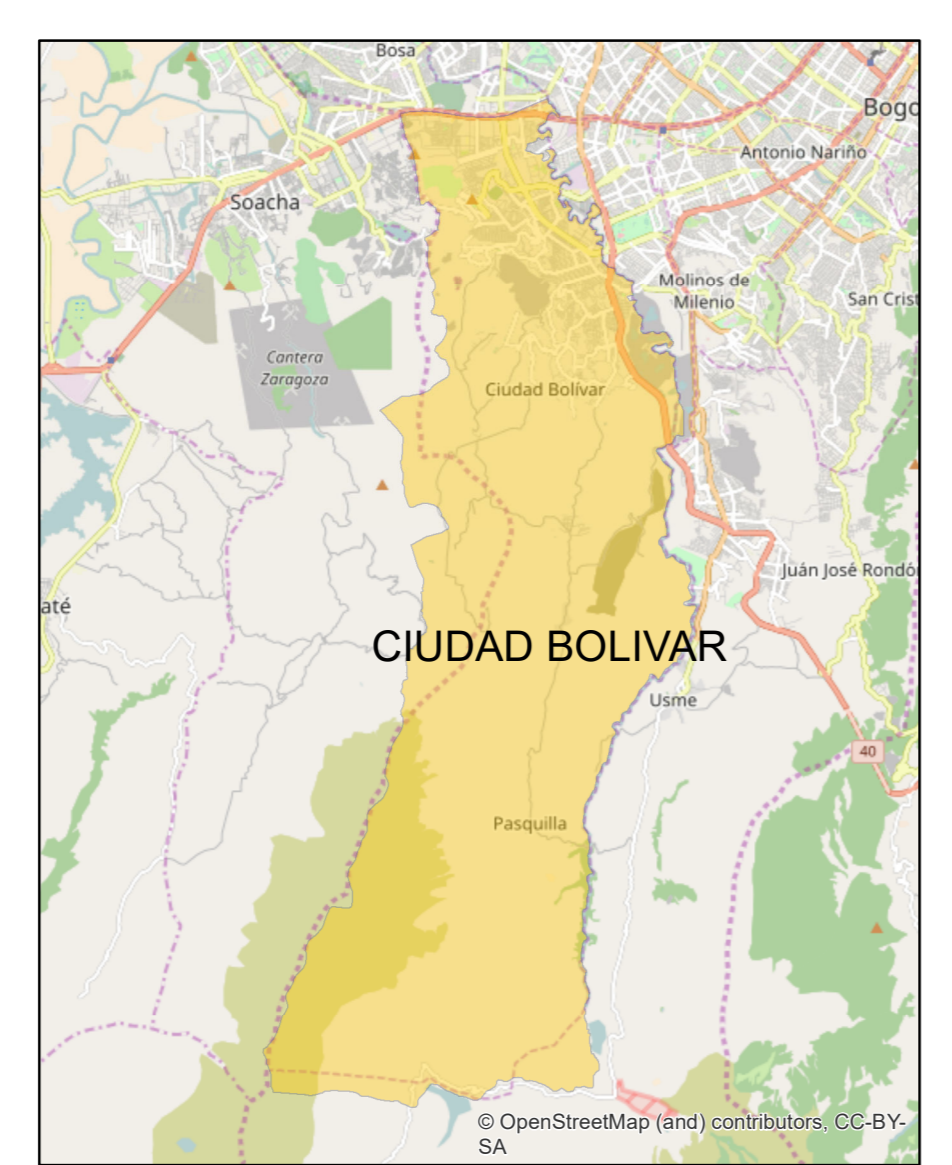 Bosa
Bogo
Antonio Nariño
Soacha
Molinos de
Milenio
San Crist
Cantera
Zaragoza
Ciudad Bolívar
Juán José Rondó
até
CIUDAD BOLIVAR
Usme
40
Pasquilla
© OpenStreetMap (and) contributors, CC-BY-
SA